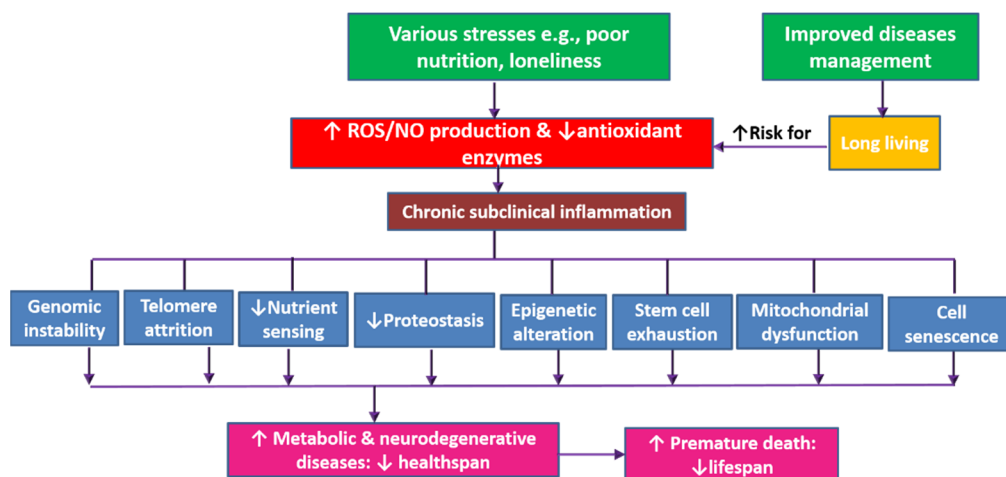 Various stresses e.g., poor
nutrition, loneliness
Improved diseases
management
↑ ROS/NO production & ↓antioxidant
enzymes
↑Risk for
Long living
Chronic subclinical inflammation
Genomic
instability
Telomere
attrition
↓Nutrient
sensing
↓Proteostasis
Epigenetic
alteration
Stem cell
exhaustion
Mitochondrial
dysfunction
Cell
senescence
↑ Metabolic & neurodegenerative
diseases: ↓ healthspan
↑ Premature death:
↓lifespan